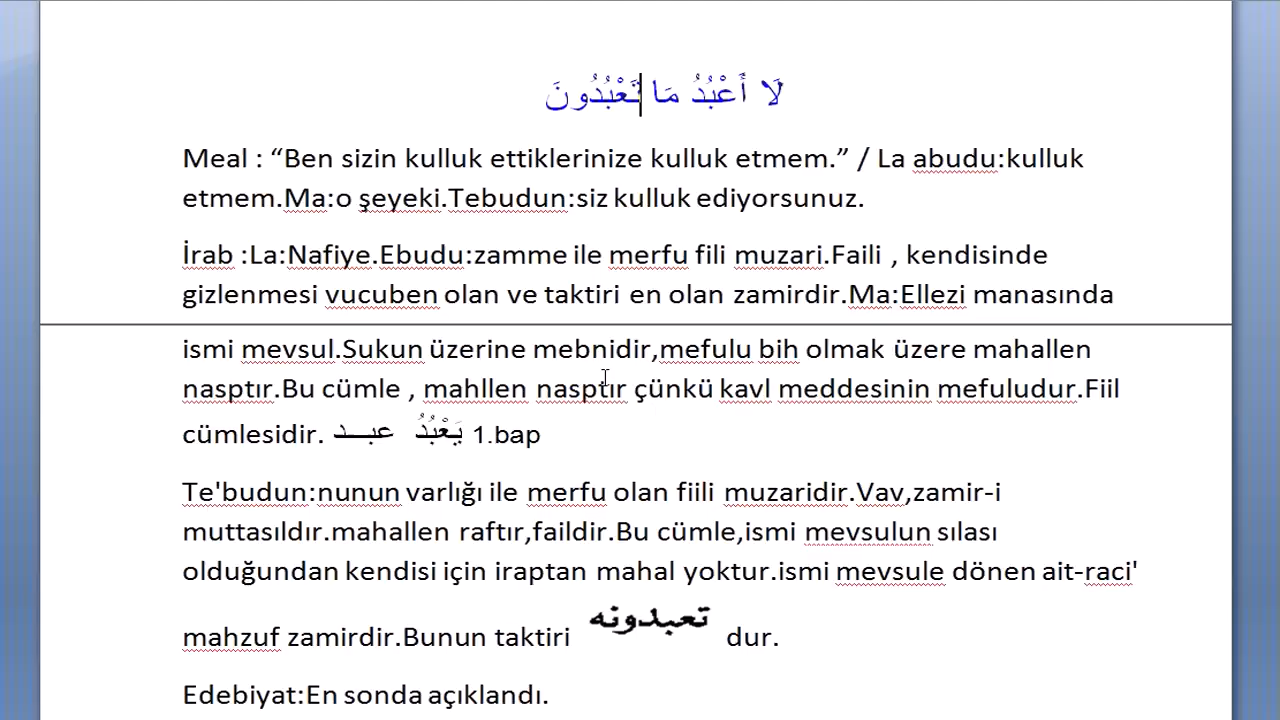 لَا أَعْبُدُ مَا تَعْبُدُونَ
Meal : “Ben sizin kulluk ettiklerinize kulluk etmem.” / La abudu:kulluk
etmem.Ma:o şeyeki.Tebudun:siz kulluk ediyorsunuz.
İrab :La:Nafiye.Ebudu:zamme ile merfu fili muzari.Faili , kendisinde
gizlenmesi vucuben olan ve taktiri en olan zamirdir.Ma:Ellezi manasında
ismi mevsul.Sukun üzerine mebnidir,mefulu bih olmak üzere mahallen
nasptır.Bu cümle , mahllen nasptır çünkü kavl meddesinin mefuludur.Fiil
cümlesidir. عبـــد يَعْبُدُ 1.bap
Te'budun:nunun varlığı ile merfu olan fiili muzaridir.Vav,zamir-i
muttasıldır.mahallen raftır,faildir.Bu cümle,ismi mevsulun sılası
olduğundan kendisi için iraptan mahal yoktur.ismi mevsule dönen ait-raci'
mahzuf zamirdir.Bunun taktiri تعبدونه dur.
Edebiyat:En sonda açıklandı.